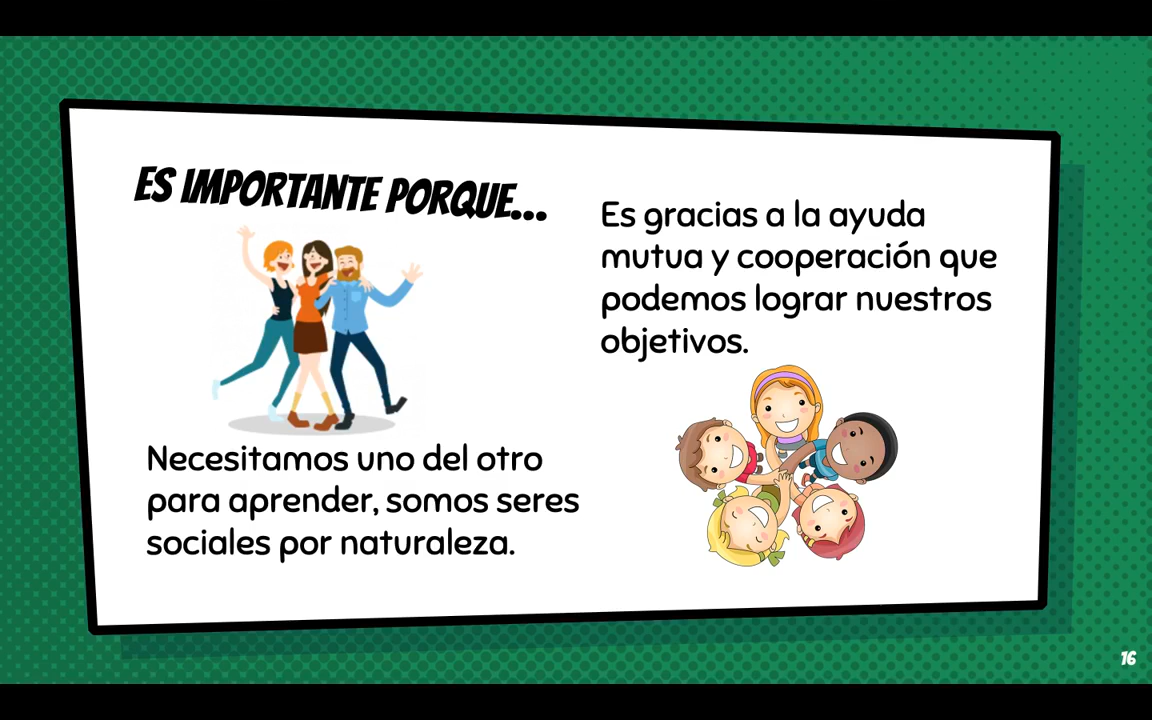 ES IMPORTANTE PORQUE...
Necesitamos uno del otro
para aprender, somos seres
sociales por naturaleza.
Es gracias a la ayuda
mutua y cooperación que
podemos lograr nuestros
objetivos.
16